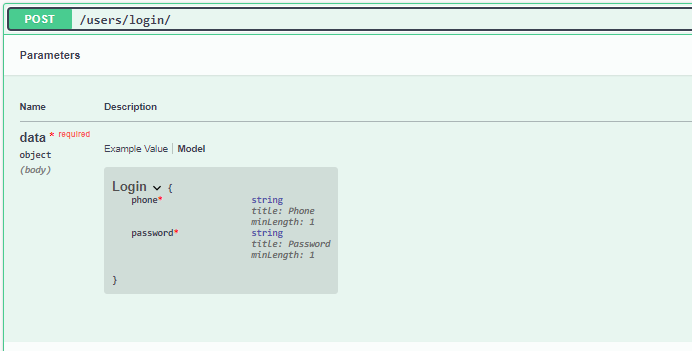 POST /users/login/
Parameters
Name Description
data * required
object
(body)
Example Value | Model
Login {
phone* string
title: Phone
minLength: 1
password* string
title: Password
minLength: 1
}